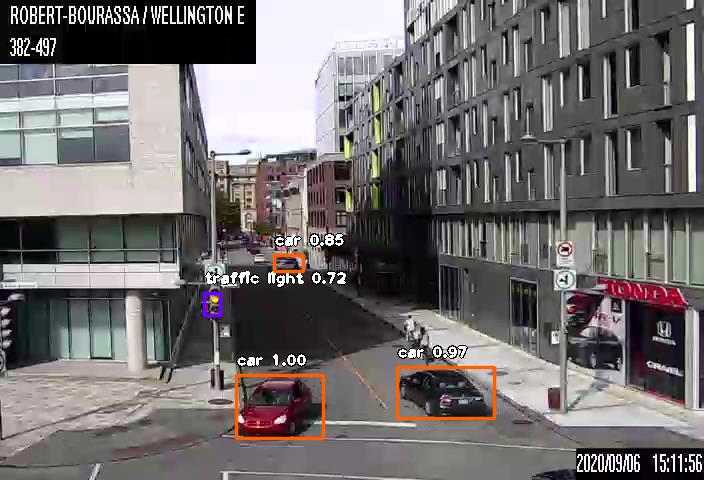 ROBERT-BOURASSA / WELLINGTON E
382-497
car 0.85
traffic light 0.72
car 1.00
car 0.97
HONDA
HONDA
2020/09/06 15:11:56